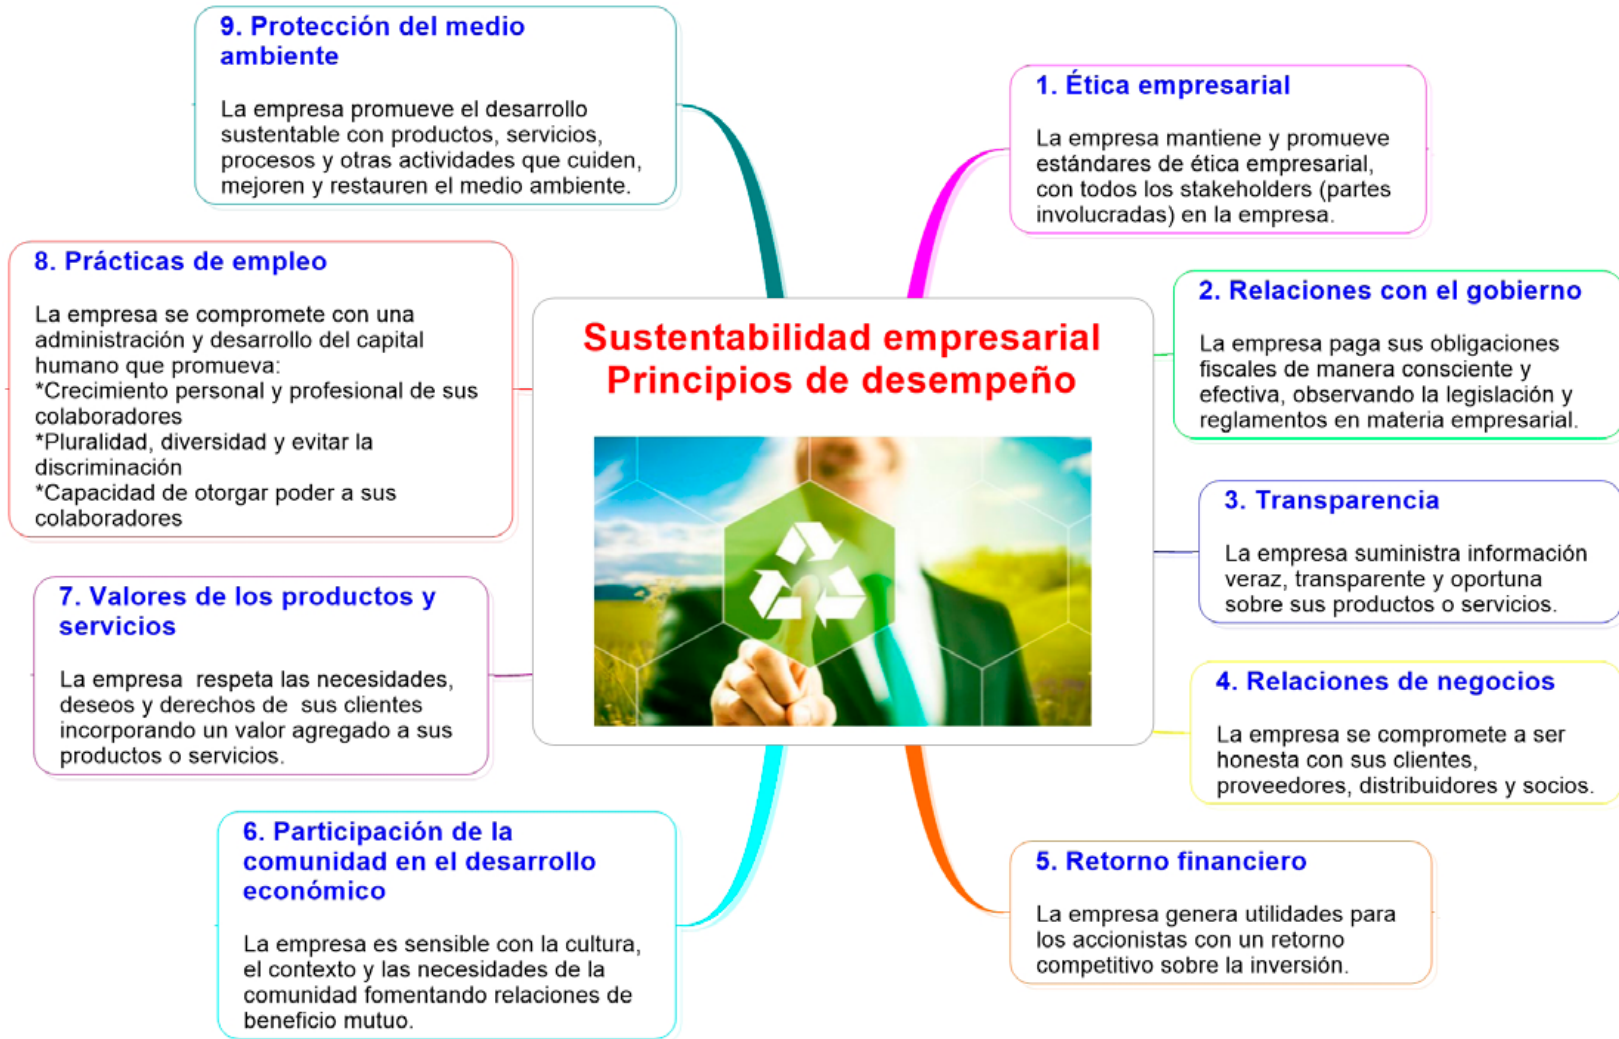 Sustentabilidad empresarial
Principios de desempeño
1. Ética empresarial
La empresa mantiene y promueve
estándares de ética empresarial,
con todos los stakeholders (partes
involucradas) en la empresa.
2. Relaciones con el gobierno
La empresa paga sus obligaciones
fiscales de manera consciente y
efectiva, observando la legislación y
reglamentos en materia empresarial.
3. Transparencia
La empresa suministra información
veraz, transparente y oportuna
sobre sus productos o servicios.
4. Relaciones de negocios
La empresa se compromete a ser
honesta con sus clientes,
proveedores, distribuidores y socios.
5. Retorno financiero
La empresa genera utilidades para
los accionistas con un retorno
competitivo sobre la inversión.
6. Participación de la
comunidad en el desarrollo
económico
La empresa es sensible con la cultura,
el contexto y las necesidades de la
comunidad fomentando relaciones de
beneficio mutuo.
7. Valores de los productos y
servicios
La empresa  respeta las necesidades,
deseos y derechos de  sus clientes
incorporando un valor agregado a sus
productos o servicios.
8. Prácticas de empleo
La empresa se compromete con una
administración y desarrollo del capital
humano que promueva:
*Crecimiento personal y profesional de sus
colaboradores
*Pluralidad, diversidad y evitar la
discriminación
*Capacidad de otorgar poder a sus
colaboradores
9. Protección del medio
ambiente
La empresa promueve el desarrollo
sustentable con productos, servicios,
procesos y otras actividades que cuiden,
mejoren y restauren el medio ambiente.